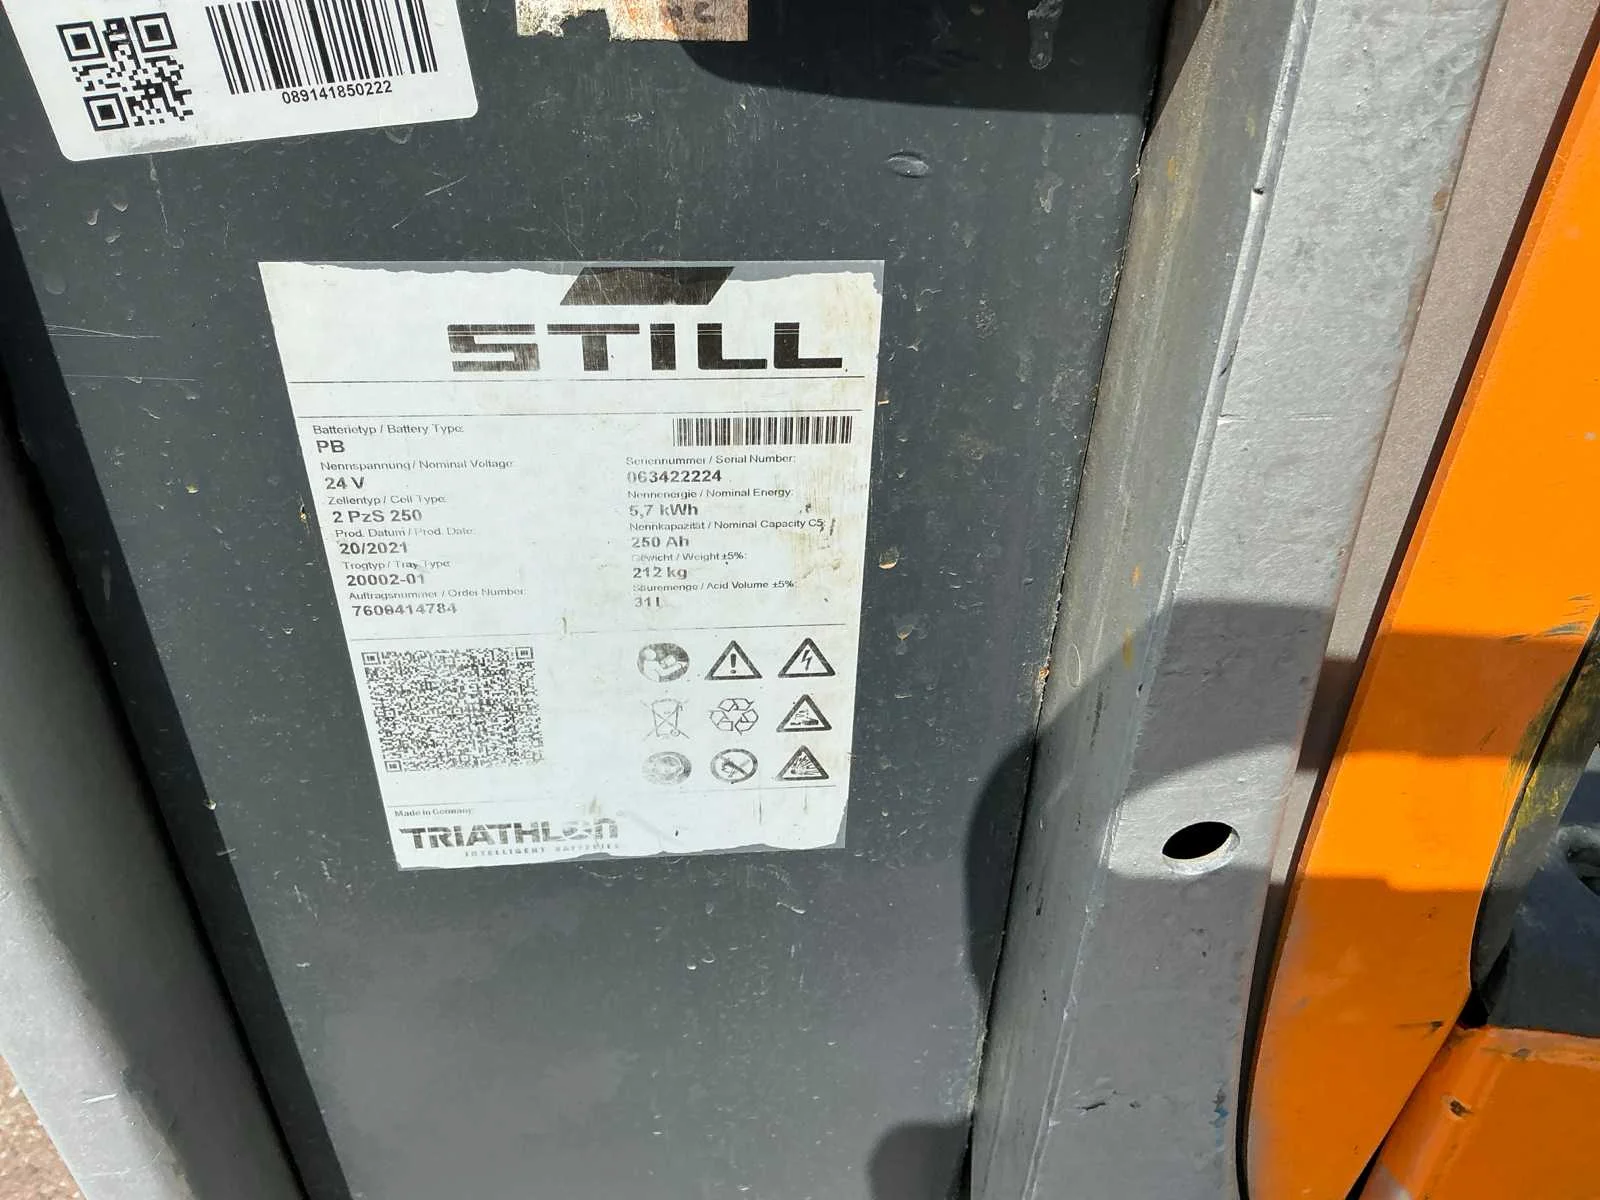 089141850222
STILL
Batterietyp / Battery Type:
PB
Nennspannung / Nominal Voltage:
24 V
Zellentyp / Cell Type:
2 PzS 250
Prod. Datum / Prod. Date:
20/2021
Trogtyp / Tray Type:
20002-01
Auftragsnummer / Order Number:
7600414784
Seriennummer / Serial Number:
063422224
Nennenergie / Nominal Energy:
5,7 kWh
Nennkapazität / Nominal Capacity C5:
250 Ah
Gewicht / Weight ±5%:
212 kg
Säuremenge / Acid Volume ±5%:
31 l
Made in Germany:
TRIATHLON
INTELLIGENT BATTERIES